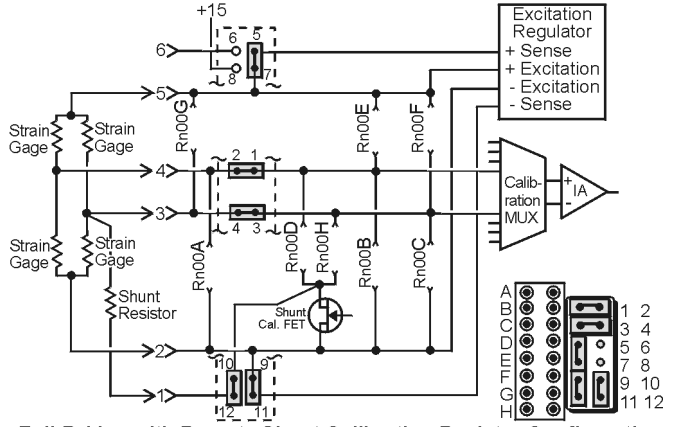 +15
Excitation
Regulator
+ Sense
+ Excitation
- Excitation
- Sense
6
5
6
8
7
5
Rn00G
Rn00E
Rn00F
Strain
Gage
Strain
Gage
4
2 1
Calib-
ration
MUX
+
-
IA
3
4 3
Rn00A
Rn00D
Rn00H
Rn00B
Rn00C
Strain
Gage
Strain
Gage
Shunt
Resistor
Shunt
Cal. FET
2
10 9
1
12 11
A
B
C
D
E
F
G
H
1 2
3 4
5 6
7 8
9 10
11 12